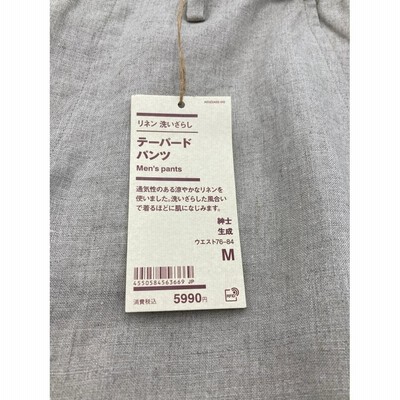 リネン 洗いざらし
テーパード
パンツ
Men's pants
通気性のある涼やかなリネンを
使いました。洗いざらした風合い
で着るほどに肌になじみます。
紳士
生成
ウエスト76-84
M
4550584563669 JP
消費税込 5990円